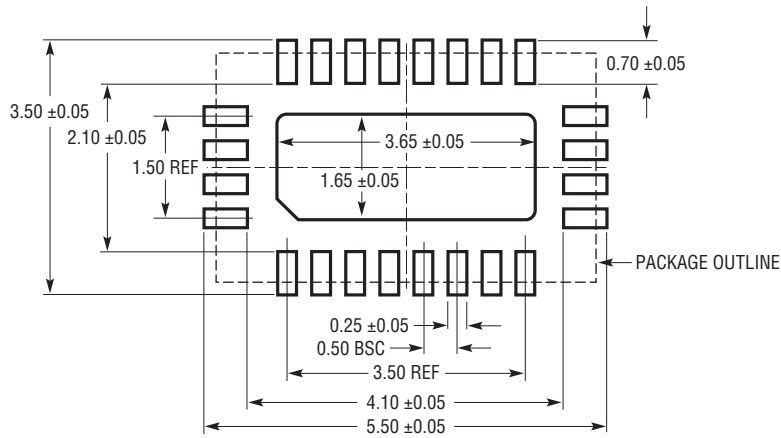 0.70 ±0.05
3.50 ±0.05
2.10 ±0.05
3.65 ±0.05
1.50 REF
1.65 ±0.05
PACKAGE OUTLINE
0.25 ±0.05
0.50 BSC
3.50 REF
4.10 ±0.05
5.50 ±0.05